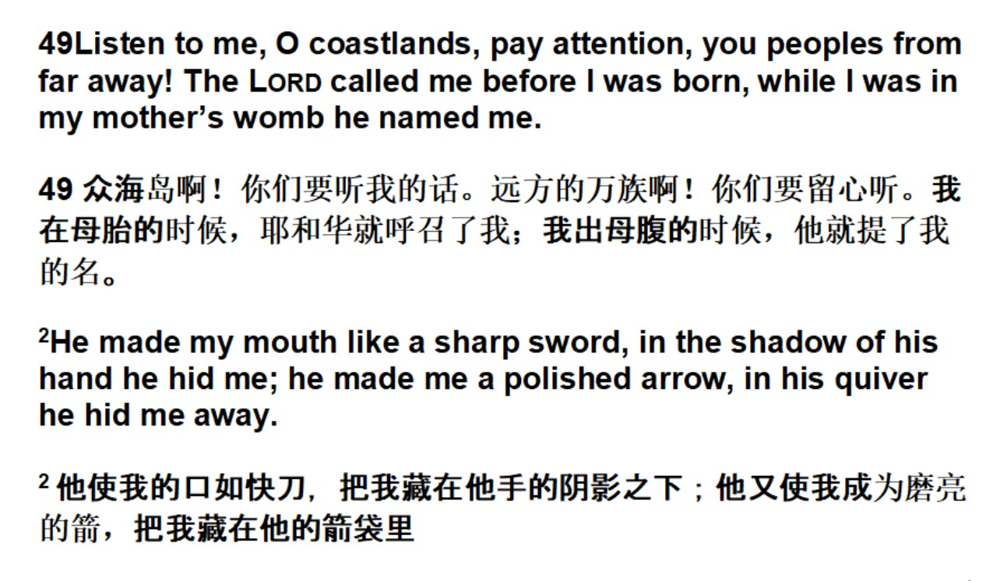 49Listen to me, O coastlands, pay attention, you peoples from
far away! The LORD called me before I was born, while I was in
my mother’s womb he named me.
49 众海岛啊！你们要听我的话。远方的万族啊！你们要留心听。我
在母胎的时候，耶和华就呼召了我；我出母腹的时候，他就提了我
的名。
2He made my mouth like a sharp sword, in the shadow of his
hand he hid me; he made me a polished arrow, in his quiver
he hid me away.
2 他使我的口如快刀，把我藏在他手的阴影之下；他又使我成为磨亮
的箭，把我藏在他的箭袋里